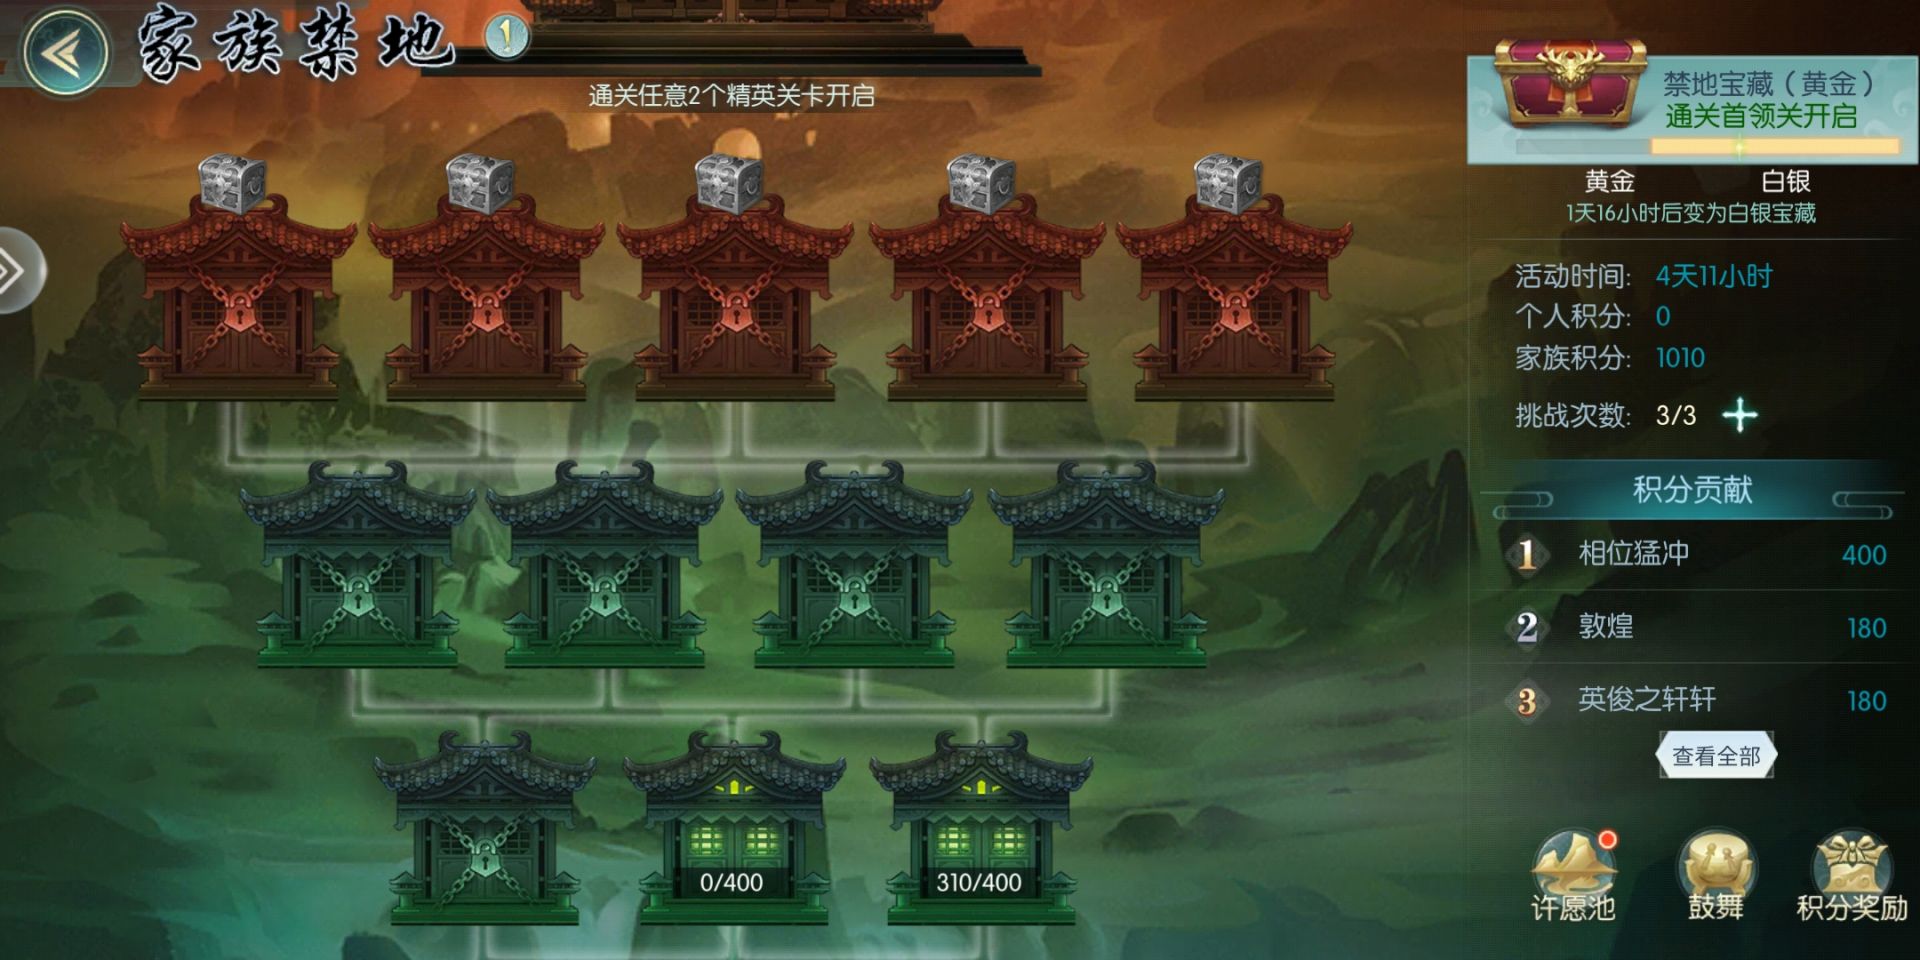 家族禁地
1
通关任意2个精英关卡开启
禁地宝藏（黄金）
通关首领关开启
黄金 白银
1天16小时后变为白银宝藏
活动时间: 4天11小时
个人积分: 0
家族积分: 1010
挑战次数: 3/3
积分贡献
1 相位猛冲 400
2 敦煌 180
3 英俊之轩轩 180
查看全部
0/400 310/400
许愿池 鼓舞 积分奖励